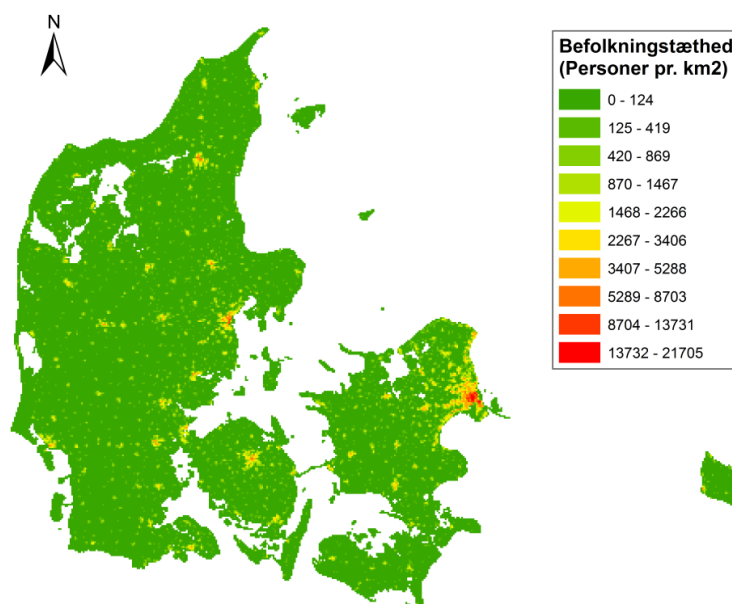 N
Befolkningstæthed
(Personer pr. km2)
0 - 124
125 - 419
420 - 869
870 - 1467
1468 - 2266
2267 - 3406
3407 - 5288
5289 - 8703
8704 - 13731
13732 - 21705